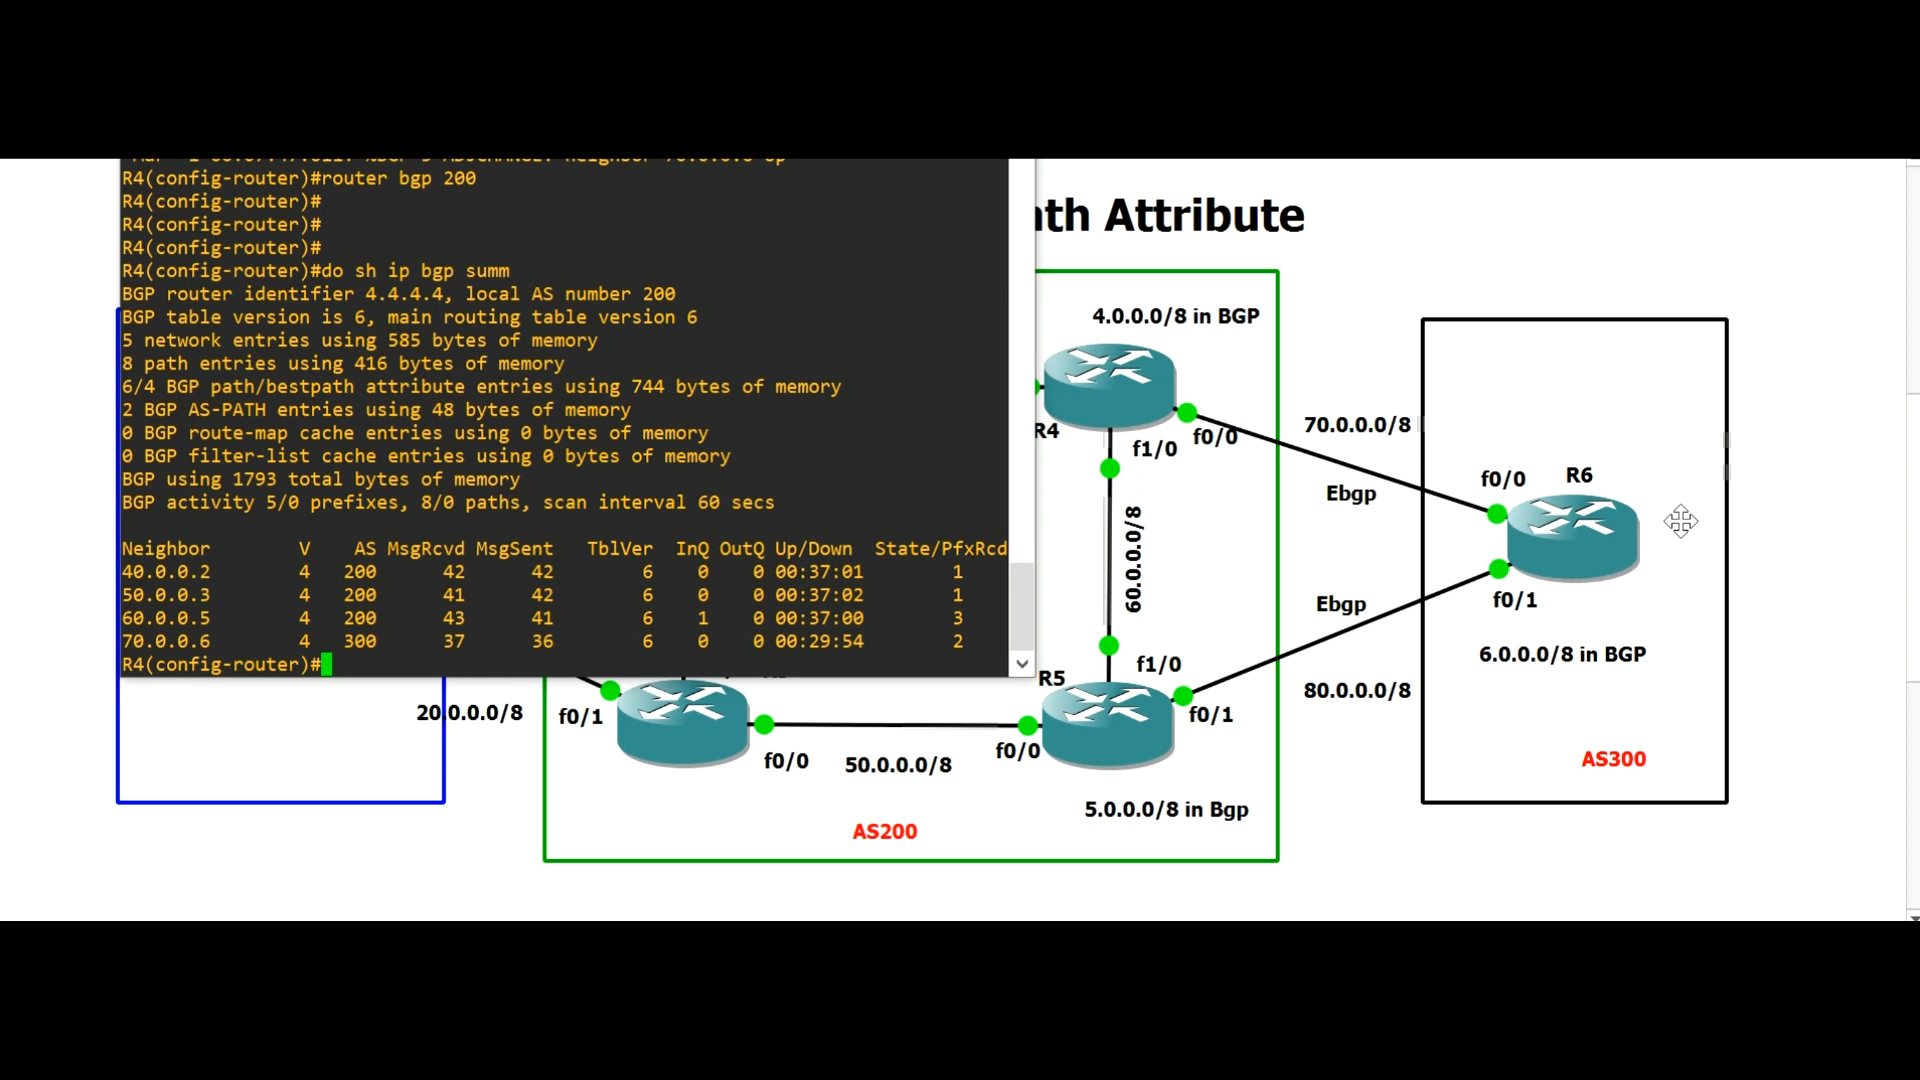 R4(config-router)#router bgp 200
R4(config-router)#
R4(config-router)#
R4(config-router)#
R4(config-router)#do sh ip bgp summ
BGP router identifier 4.4.4.4, local AS number 200
BGP table version is 6, main routing table version 6
5 network entries using 585 bytes of memory
8 path entries using 416 bytes of memory
6/4 BGP path/bestpath attribute entries using 744 bytes of memory
2 BGP AS-PATH entries using 48 bytes of memory
0 BGP route-map cache entries using 0 bytes of memory
0 BGP filter-list cache entries using 0 bytes of memory
BGP using 1793 total bytes of memory
BGP activity 5/0 prefixes, 8/0 paths, scan interval 60 secs
Neighbor V AS MsgRcvd MsgSent TblVer InQ OutQ Up/Down State/PfxRcd
40.0.0.2 4 200 42 42 6 0 0 00:37:01 1
50.0.0.3 4 200 41 42 6 0 0 00:37:02 1
60.0.0.5 4 200 43 41 6 1 0 00:37:00 3
70.0.0.6 4 300 37 36 6 0 0 00:29:54 2
R4(config-router)#
th Attribute
4.0.0.0/8 in BGP
R4
f1/0
f0/0
70.0.0.0/8
Ebgp
f0/0
R6
60.0.0.0/8
Ebgp
f0/1
6.0.0.0/8 in BGP
R5
f1/0
80.0.0.0/8
f0/1
20.0.0.0/8
f0/1
f0/0
50.0.0.0/8
f0/0
AS300
5.0.0.0/8 in Bgp
AS200